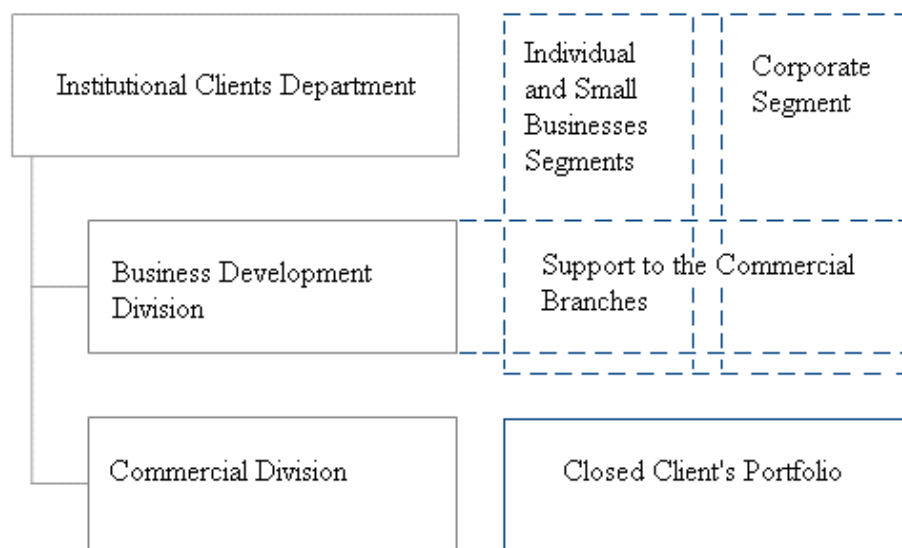 Institutional Clients Department
Individual
and Small
Businesses
Segments
Corporate
Segment
Business Development
Division
Support to the Commercial
Branches
Commercial Division
Closed Client's Portfolio